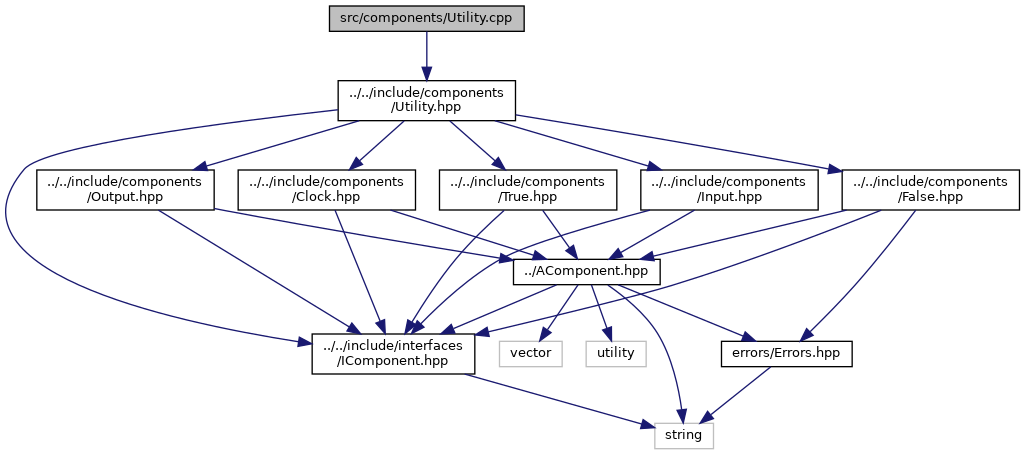 src/components/Utility.cpp
../../include/components
/Utility.hpp
../../include/components
/Output.hpp
../../include/components
/Clock.hpp
../../include/components
/True.hpp
../../include/components
/Input.hpp
../../include/components
/False.hpp
../AComponent.hpp
../../include/interfaces
/IComponent.hpp
vector
utility
errors/Errors.hpp
string